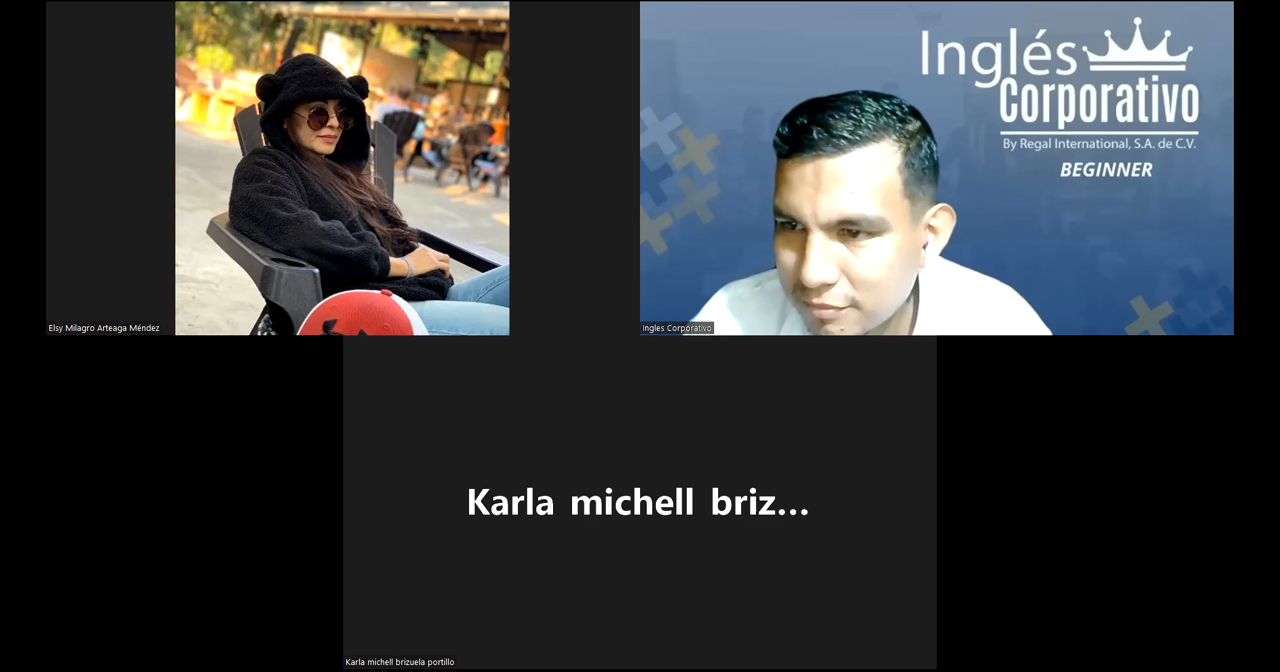 Inglés
Corporativo
By Regal International, S.A. de C.V.
BEGINNER
Elsy Milagro Arteaga Méndez
Ingles Corporativo
Karla michell briz...
Karla michell brizuela portillo